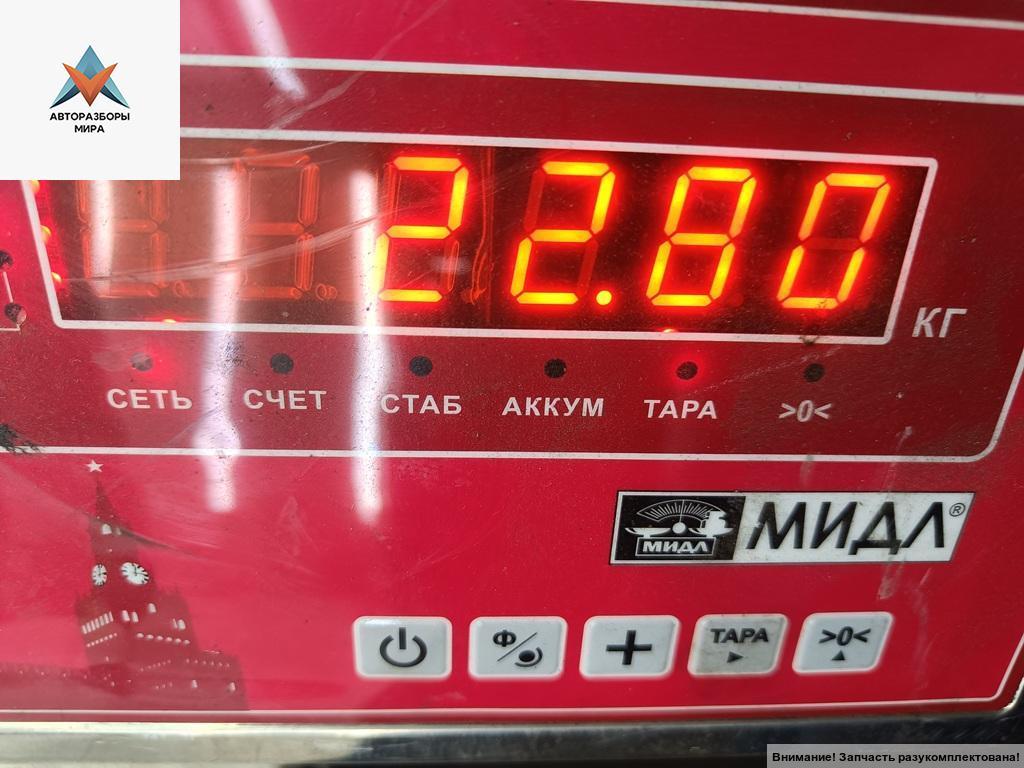 АВТОРАЗБОРЫ
МИРА
22.80
КГ
СЕТЬ СЧЕТ СТАБ АККУМ ТАРА >0<
МИДЛ МИДЛ®
Ф ТАРА >0<
Внимание! Запчасть разукомплектована!